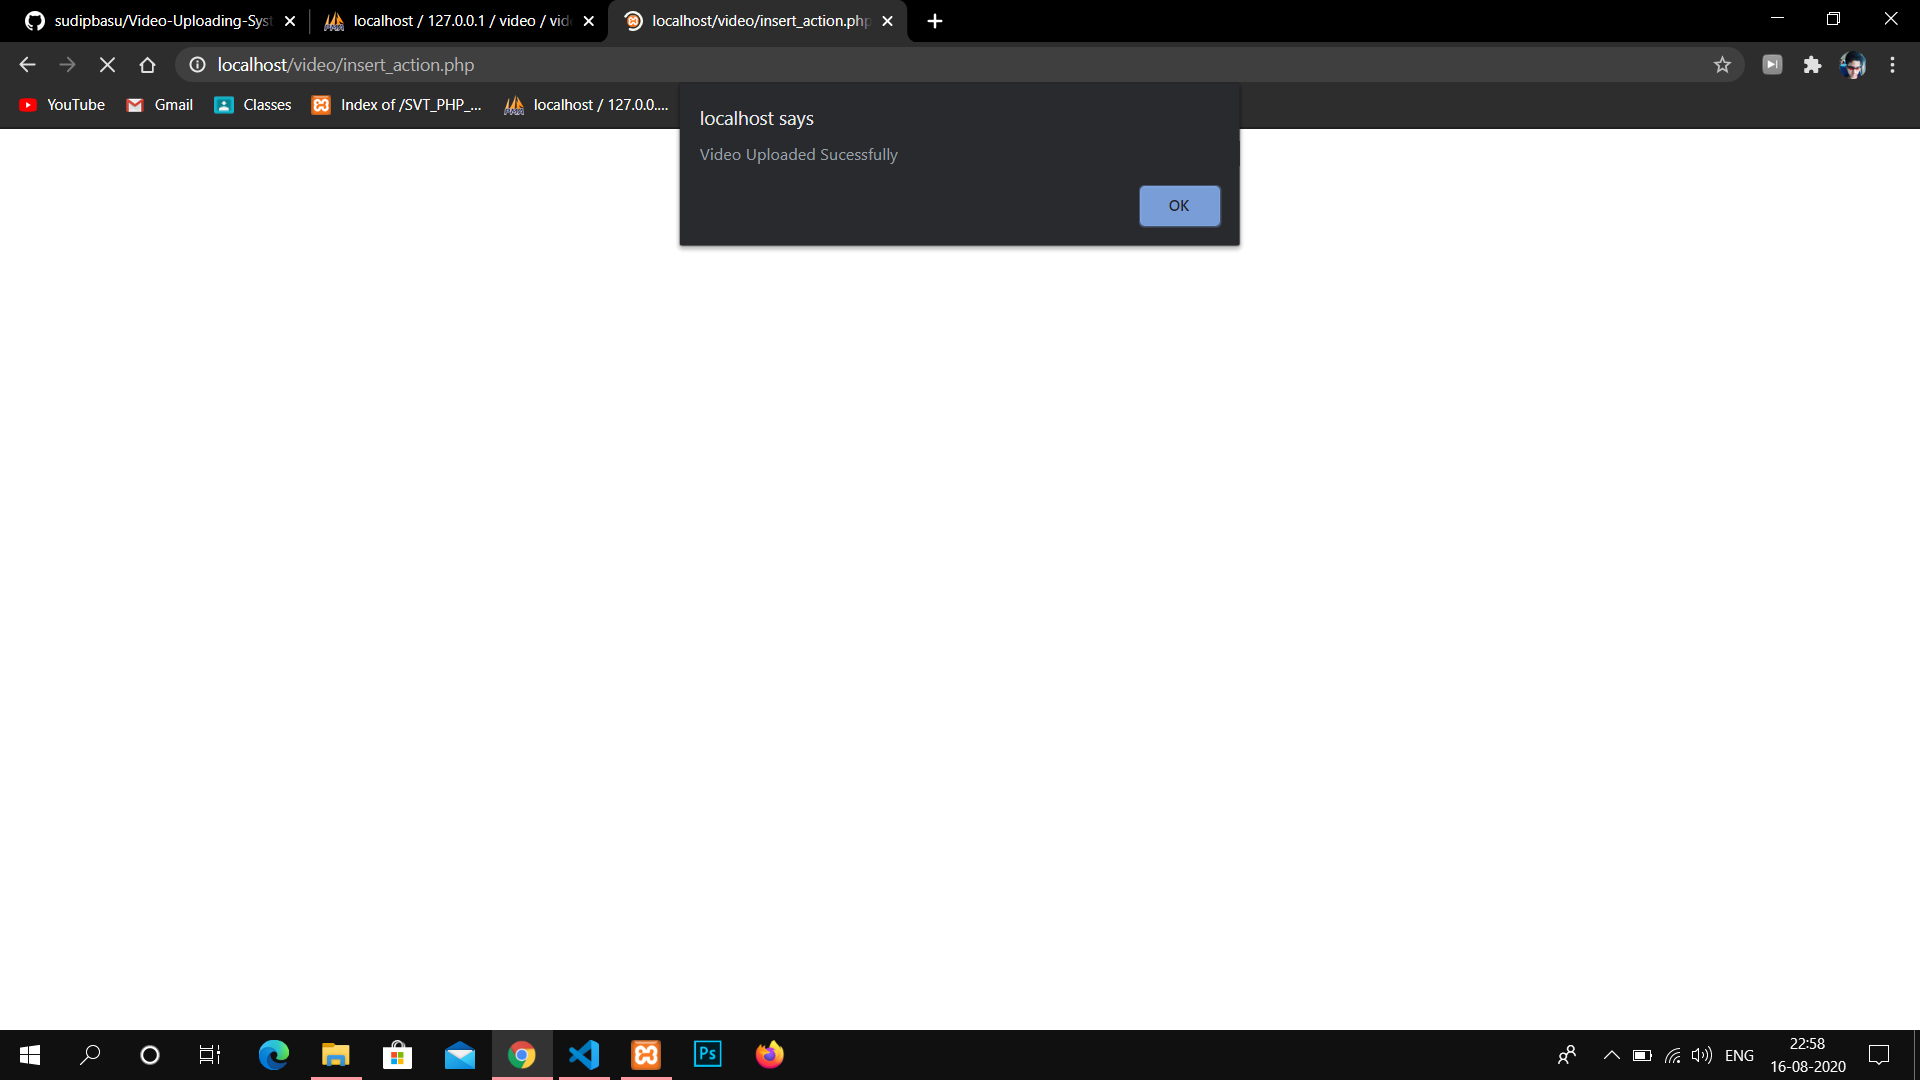 sudipbasu/Video-Uploading-Syst
localhost / 127.0.0.1 / video / vid
localhost/video/insert_action.php
localhost/video/insert_action.php
YouTube
Gmail
Classes
Index of /SVT_PHP_...
localhost / 127.0.0....
localhost says
Video Uploaded Sucessfully
OK
Ps
ENG
22:58
16-08-2020